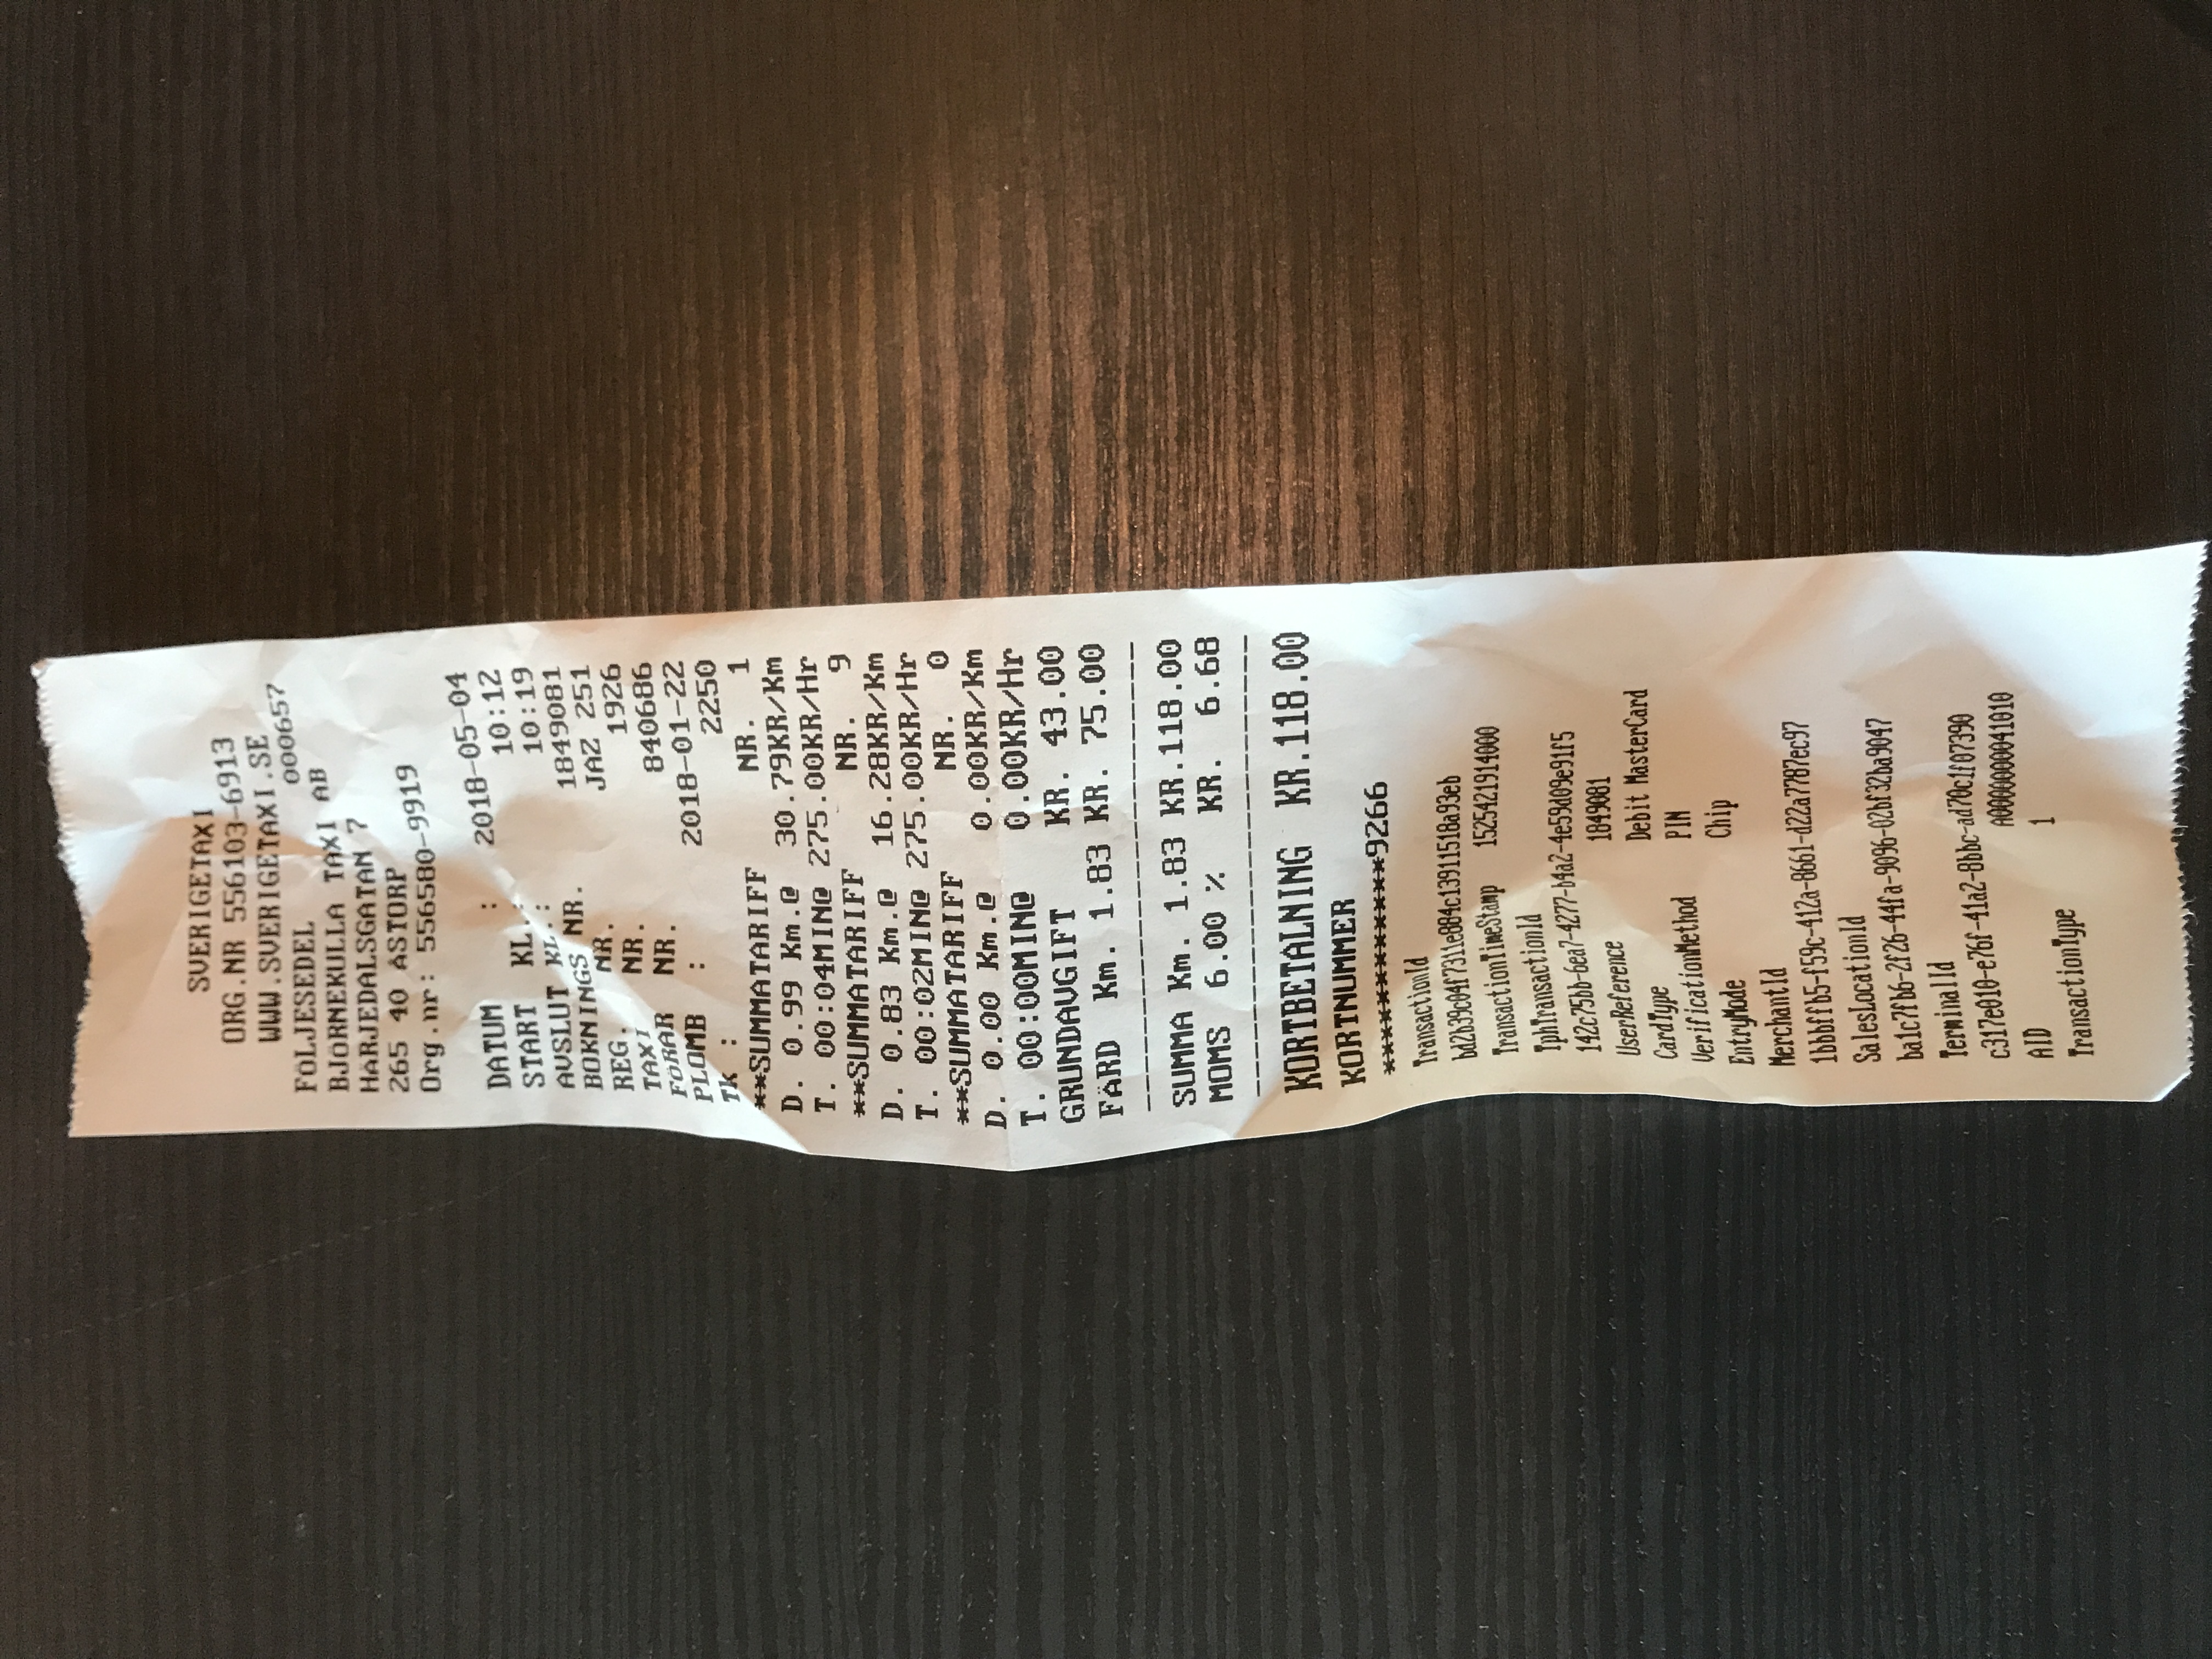 SVERIGETAXI
ORG.NR 556103-6913
WWW.SVERIGETAXI.SE
FÖLJESEDEL 000657
BJÖRNEKULLA TAXI AB
HÄRJEDALSGATAN 7
265 40 ÅSTORP
Org.nr: 556580-9919
DATUM : 2018-05-04
START KL.: 10:12
AVSLUT KL.: 10:19
BOKNINGS NR. 1849081
REG. NR. JAZ 251
TAXI NR. 1926
FÖRAR NR. 840686
PLOMB : 2018-01-22
Tk : 2250
**SUMMATARIFF NR. 1
D. 0.99 Km.@ 30.79KR/Km
T. 00:04MIN@ 275.00KR/Hr
**SUMMATARIFF NR. 9
D. 0.83 Km.@ 16.28KR/Km
T. 00:02MIN@ 275.00KR/Hr
**SUMMATARIFF NR. 0
D. 0.00 Km.@ 0.00KR/Km
T. 00:00MIN@ 0.00KR/Hr
GRUNDAVGIFT KR. 43.00
FÄRD Km. 1.83 KR. 75.00
------------------------
SUMMA Km. 1.83 KR.118.00
MOMS 6.00 % KR. 6.68
------------------------
KORTBETALNING KR.118.00
KORTNUMMER
************9266
TransactionId
bd2b39c04f7311e884c13911518a93eb
TransactionTimeStamp 1525421914000
TphTransactionId
142c75bb-6ea7-4277-b4a2-4e59d09e91f5
UserReference 1849081
CardType Debit MasterCard
VerificationMethod PIN
EntryMode Chip
MerchantId
1bbbffb5-f59c-412a-8661-d22a7787ec97
SalesLocationId
ba1c7fb6-2f26-44fa-9096-02bf32ba9047
TerminalId
c317e010-e76f-41a2-8bbc-ad70c1f07390
AID A0000000041010
TransactionType 1